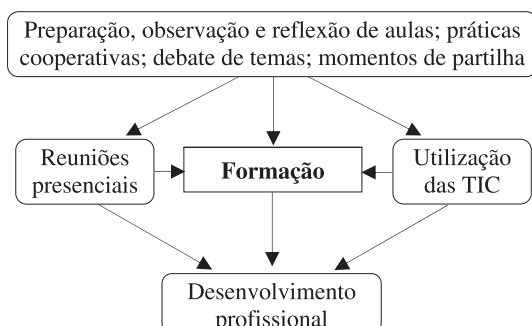 Preparação, observação e reflexão de aulas; práticas
cooperativas; debate de temas; momentos de partilha
Reuniões
presenciais
Formação
Utilização
das TIC
Desenvolvimento
profissional